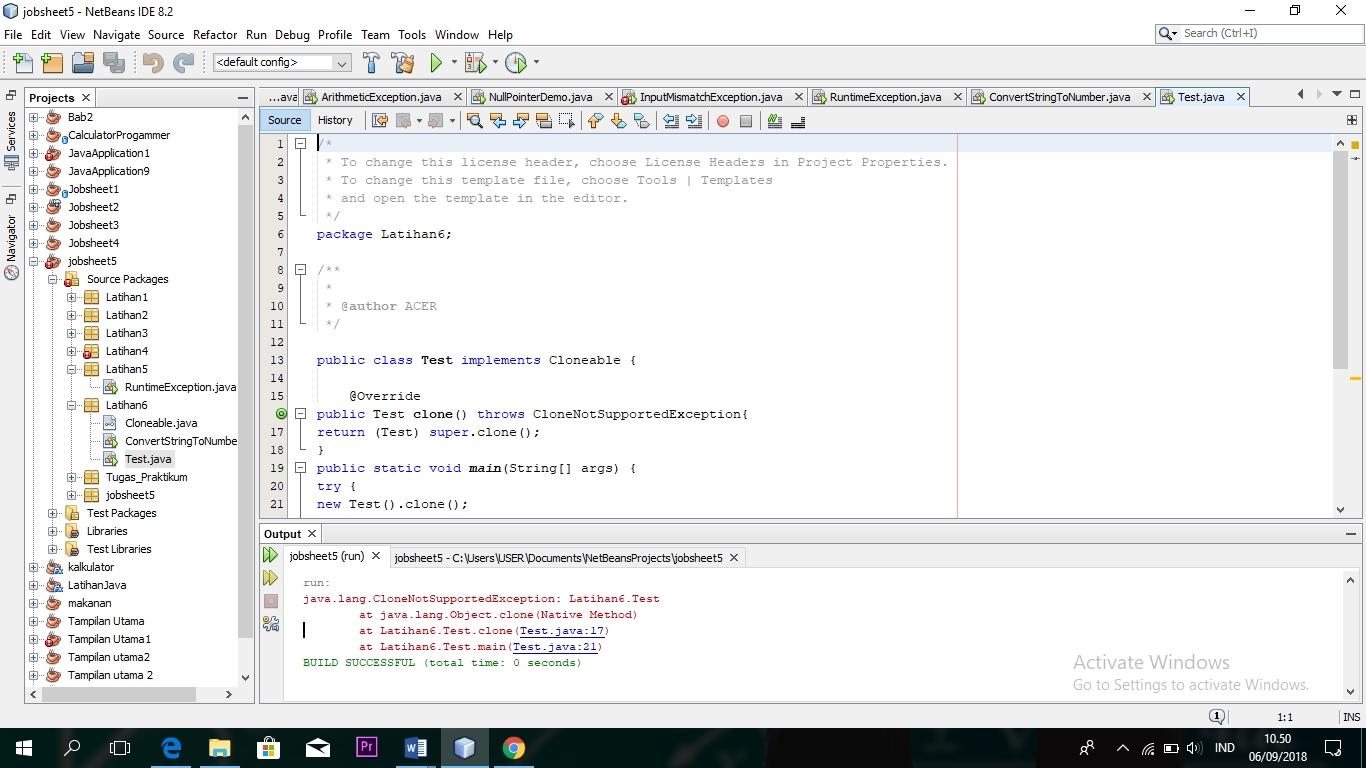 jobsheet5 - NetBeans IDE 8.2
File Edit View Navigate Source Refactor Run Debug Profile Team Tools Window Help
Search (Ctrl+I)
<default config>
Services
Navigator
Projects
Bab2
CalculatorProgammer
JavaApplication1
JavaApplication9
Jobsheet1
Jobsheet2
Jobsheet3
Jobsheet4
jobsheet5
Source Packages
Latihan1
Latihan2
Latihan3
Latihan4
Latihan5
RuntimeException.java
Latihan6
Cloneable.java
ConvertStringToNumbe
Test.java
Tugas_Praktikum
jobsheet5
Test Packages
Libraries
Test Libraries
kalkulator
LatihanJava
makanan
Tampilan Utama
Tampilan Utama1
Tampilan utama2
Tampilan utama 2
...ava ArithmeticException.java NullPointerDemo.java InputMismatchException.java RuntimeException.java ConvertStringToNumber.java Test.java
Source History
1 /*
2 * To change this license header, choose License Headers in Project Properties.
3 * To change this template file, choose Tools | Templates
4 * and open the template in the editor.
5 */
6 package Latihan6;
7
8 /**
9 *
10 * @author ACER
11 */
12
13 public class Test implements Cloneable {
14
15 @Override
16 public Test clone() throws CloneNotSupportedException{
17 return (Test) super.clone();
18 }
19 public static void main(String[] args) {
20 try {
21 new Test().clone();
Output
jobsheet5 (run) jobsheet5 - C:\Users\USER\Documents\NetBeansProjects\jobsheet5
run:
java.lang.CloneNotSupportedException: Latihan6.Test
at java.lang.Object.clone(Native Method)
at Latihan6.Test.clone(Test.java:17)
at Latihan6.Test.main(Test.java:21)
BUILD SUCCESSFUL (total time: 0 seconds)
Activate Windows
Go to Settings to activate Windows.
1 1:1 INS
Pr
IND
10.50
06/09/2018